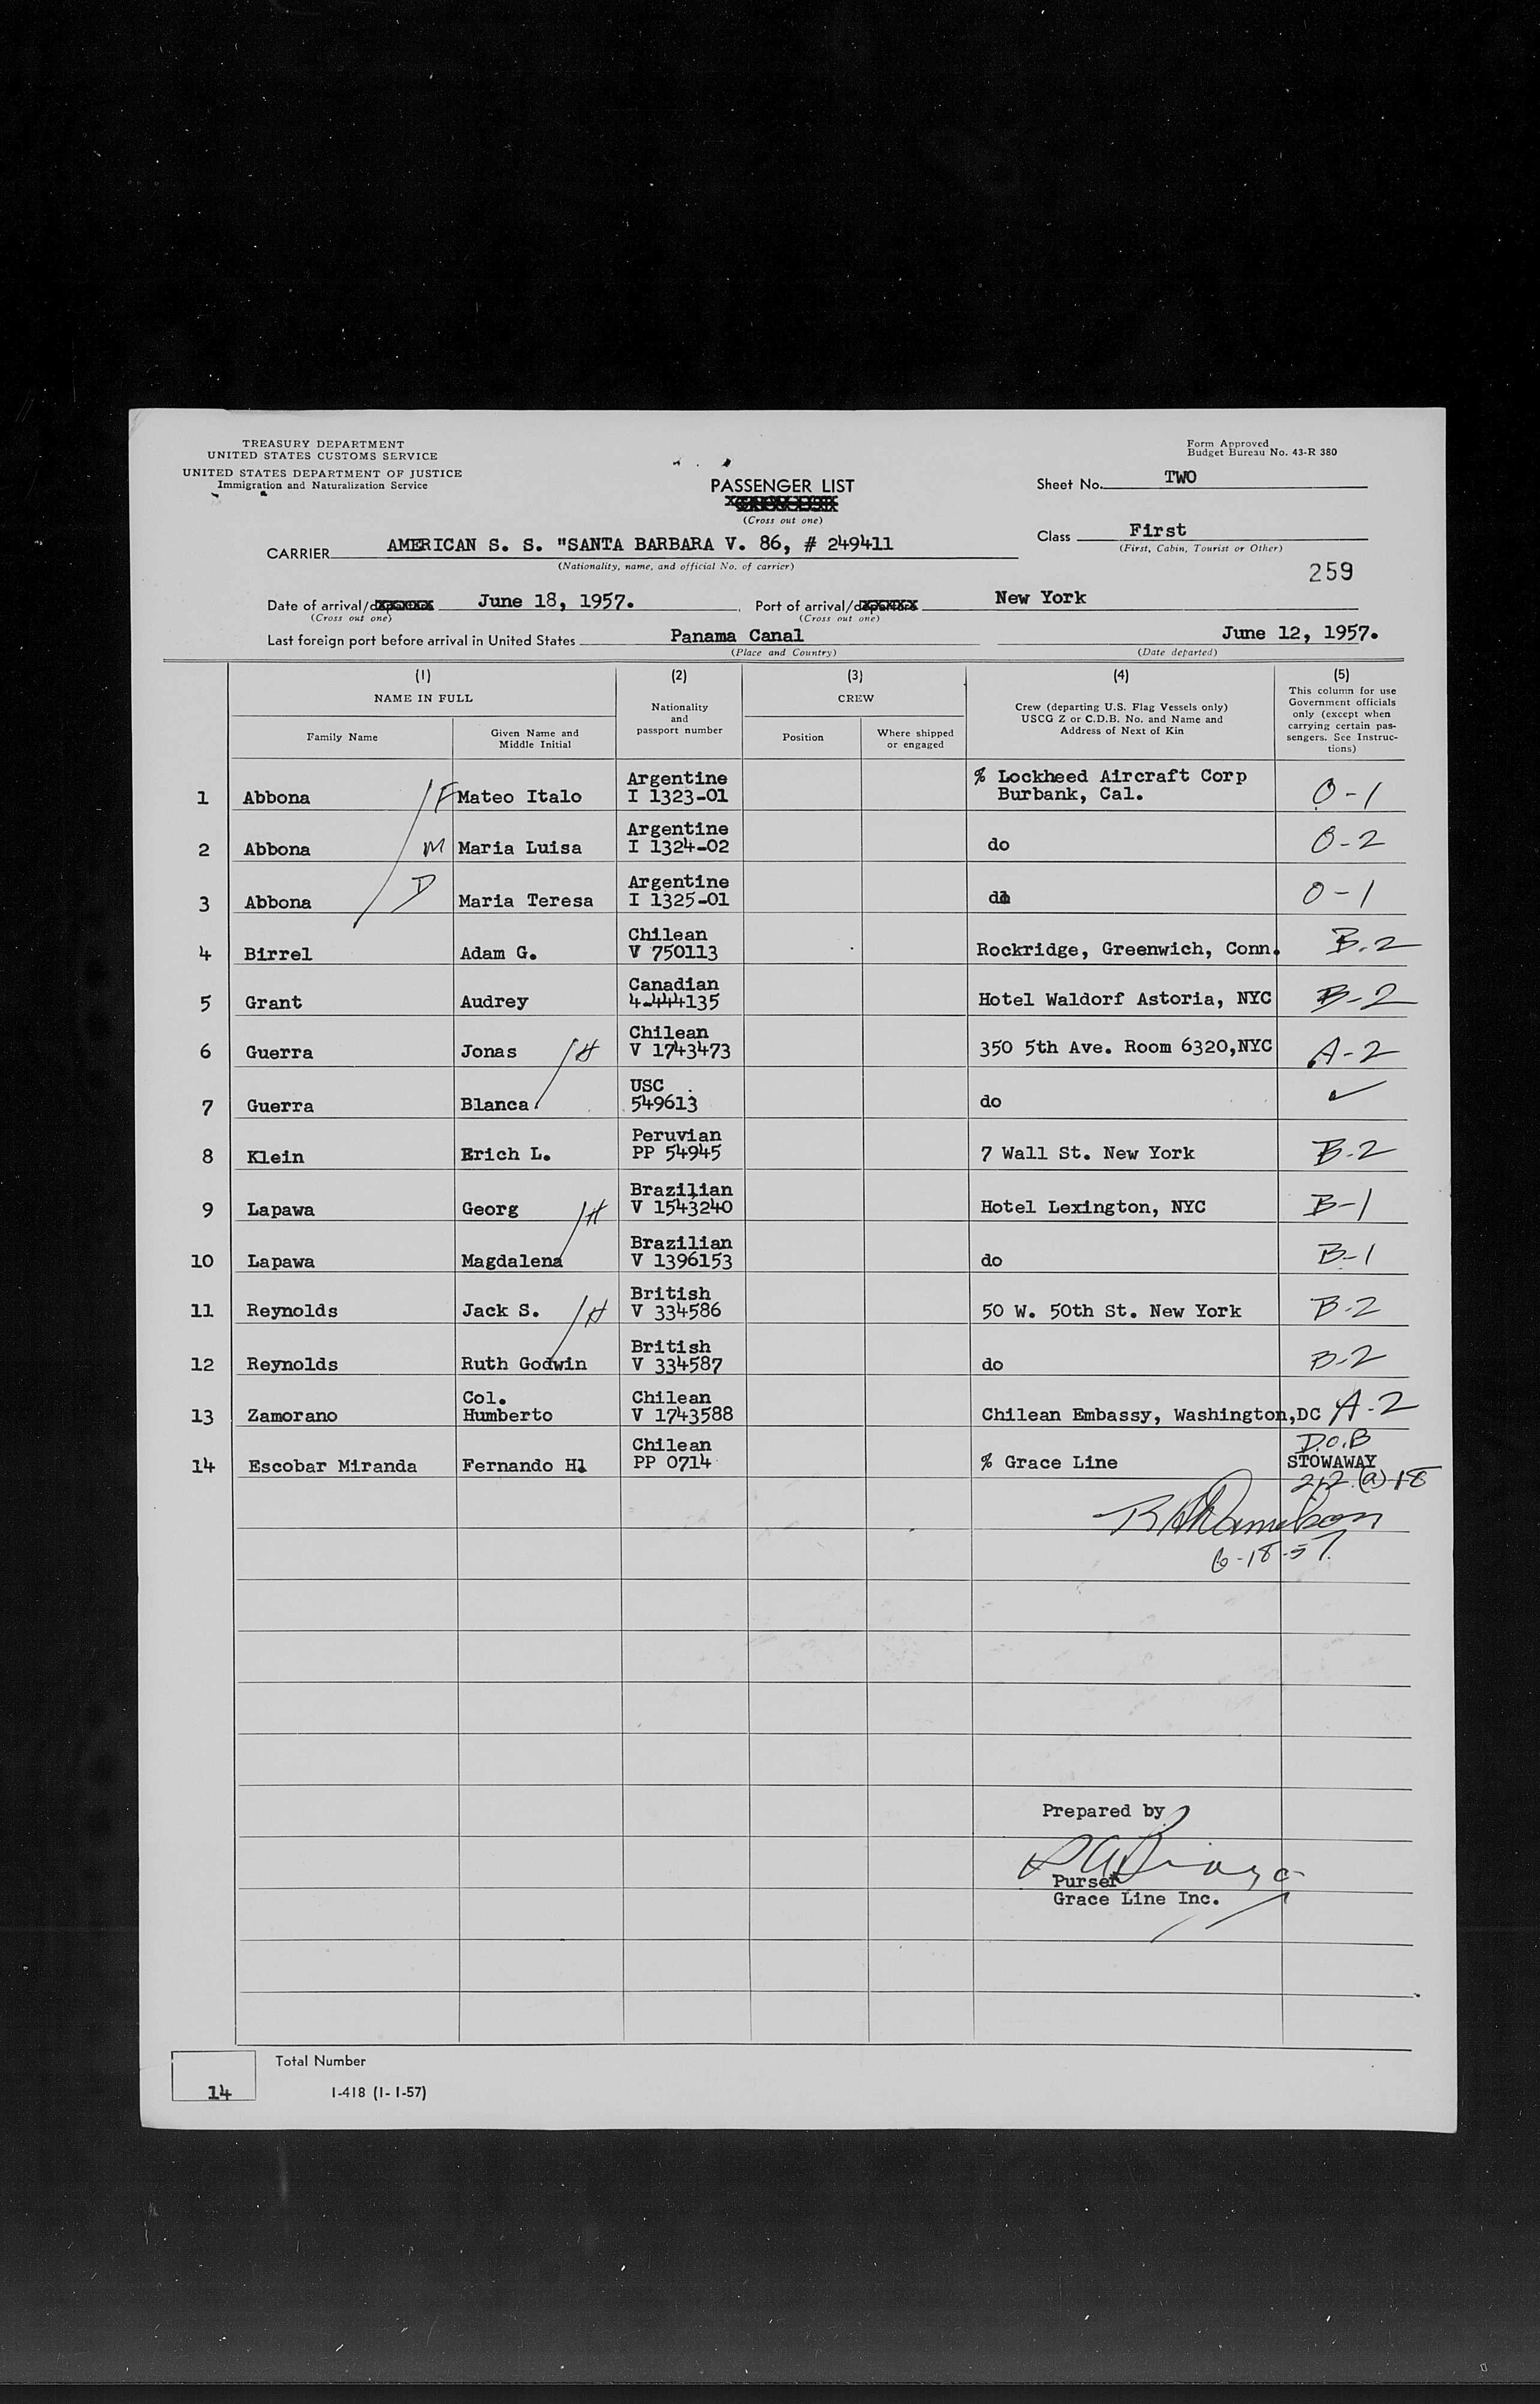 TREASURY DEPARTMENT
UNITED STATES CUSTOMS SERVICE
UNITED STATES DEPARTMENT OF JUSTICE
Immigration and Naturalization Service
Form Approved
Budget Bureau No. 43-R 380
PASSENGER LIST
(Cross out one)
Sheet No. TWO
Class First
(First, Cabin, Tourist or Other)
CARRIER AMERICAN S. S. "SANTA BARBARA V. 86, # 249411
(Nationality, name, and official No. of carrier)
259
Date of arrival/departure June 18, 1957. Port of arrival/departure New York
(Cross out one) (Cross out one)
Last foreign port before arrival in United States Panama Canal June 12, 1957.
(Place and Country) (Date departed)
(1) (2) (3) (4) (5)
NAME IN FULL Nationality and passport number CREW Crew (departing U.S. Flag Vessels only) USCG Z or C.D.B. No. and Name and Address of Next of Kin This column for use Government officials only (except when carrying certain passengers. See Instructions)
Family Name Given Name and Middle Initial Position Where shipped or engaged
1 Abbona F Mateo Italo Argentine I 1323-01 % Lockheed Aircraft Corp Burbank, Cal. O-1
2 Abbona M Maria Luisa Argentine I 1324-02 do O-2
3 Abbona D Maria Teresa Argentine I 1325-01 do O-1
4 Birrel Adam G. Chilean V 750113 Rockridge, Greenwich, Conn. B-2
5 Grant Audrey Canadian 4-444135 Hotel Waldorf Astoria, NYC B-2
6 Guerra Jonas H Chilean V 1743473 350 5th Ave. Room 6320,NYC A-2
7 Guerra Blanca USC 549613 do ✓
8 Klein Erich L. Peruvian PP 54945 7 Wall St. New York B-2
9 Lapawa Georg H Brazilian V 1543240 Hotel Lexington, NYC B-1
10 Lapawa Magdalena Brazilian V 1396153 do B-1
11 Reynolds Jack S. H British V 334586 50 W. 50th St. New York B-2
12 Reynolds Ruth Godwin British V 334587 do B-2
13 Zamorano Col. Humberto Chilean V 1743588 Chilean Embassy, Washington,DC A-2
14 Escobar Miranda Fernando H1 Chilean PP 0714 % Grace Line D.O.B STOWAWAY 212(a)18
6-18-57
Prepared by
Purser
Grace Line Inc.
Total Number
14
I-418 (1-1-57)